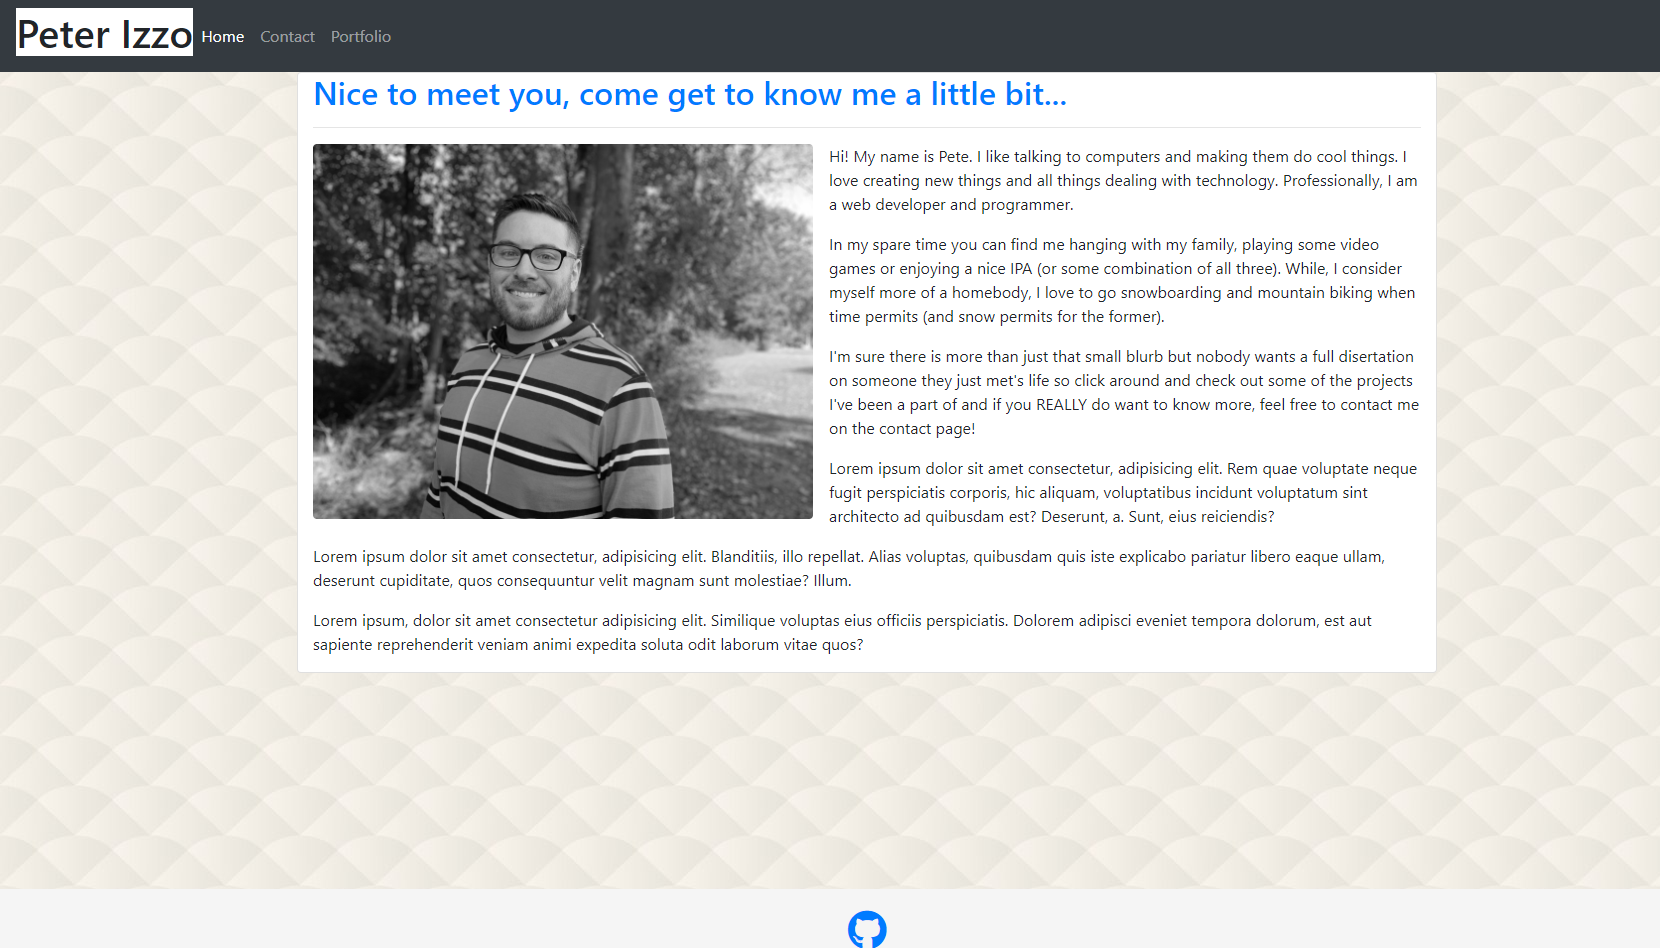 Peter Izzo Home Contact Portfolio
Nice to meet you, come get to know me a little bit...
Hi! My name is Pete. I like talking to computers and making them do cool things. I
love creating new things and all things dealing with technology. Professionally, I am
a web developer and programmer.
In my spare time you can find me hanging with my family, playing some video
games or enjoying a nice IPA (or some combination of all three). While, I consider
myself more of a homebody, I love to go snowboarding and mountain biking when
time permits (and snow permits for the former).
I'm sure there is more than just that small blurb but nobody wants a full disertation
on someone they just met's life so click around and check out some of the projects
I've been a part of and if you REALLY do want to know more, feel free to contact me
on the contact page!
Lorem ipsum dolor sit amet consectetur, adipisicing elit. Rem quae voluptate neque
fugit perspiciatis corporis, hic aliquam, voluptatibus incidunt voluptatum sint
architecto ad quibusdam est? Deserunt, a. Sunt, eius reiciendis?
Lorem ipsum dolor sit amet consectetur, adipisicing elit. Blanditiis, illo repellat. Alias voluptas, quibusdam quis iste explicabo pariatur libero eaque ullam,
deserunt cupiditate, quos consequuntur velit magnam sunt molestiae? Illum.
Lorem ipsum, dolor sit amet consectetur adipisicing elit. Similique voluptas eius officiis perspiciatis. Dolorem adipisci eveniet tempora dolorum, est aut
sapiente reprehenderit veniam animi expedita soluta odit laborum vitae quos?